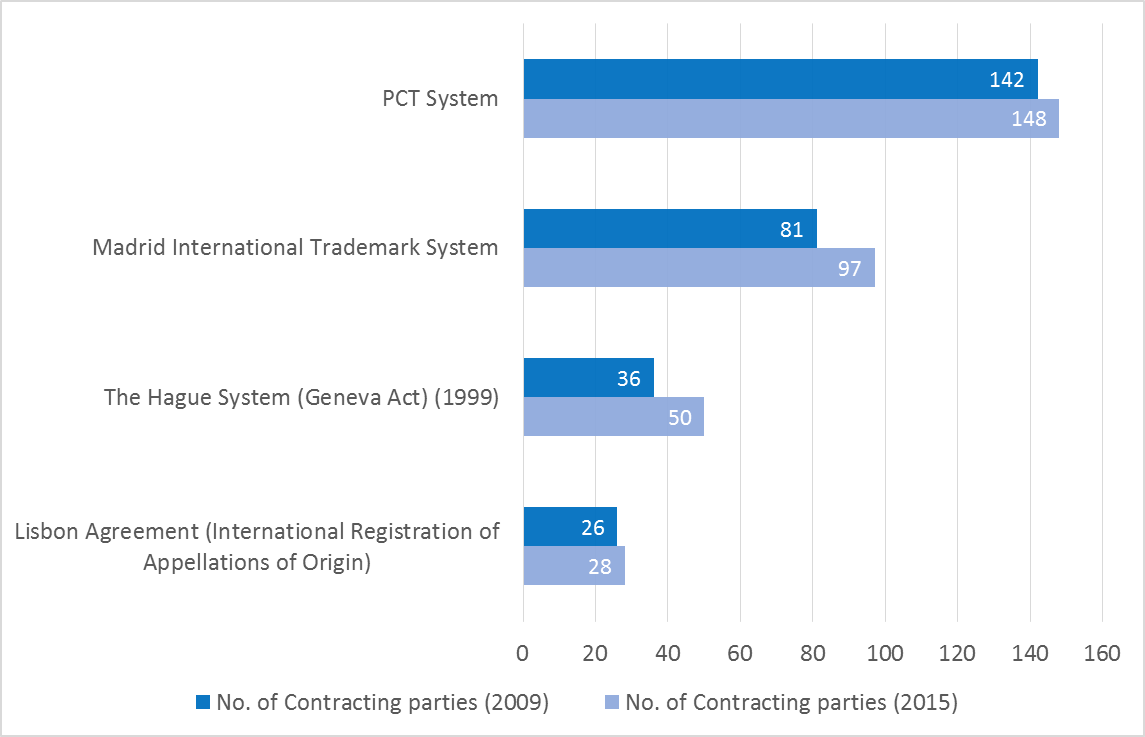 PCT System
142
148
Madrid International Trademark System
81
97
The Hague System (Geneva Act) (1999)
36
50
Lisbon Agreement (International Registration of
Appellations of Origin)
26
28
0 20 40 60 80 100 120 140 160
No. of Contracting parties (2009) No. of Contracting parties (2015)